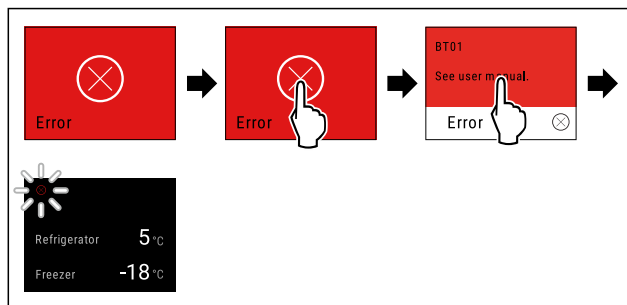 Error
Error
BT01
See user manual.
Error
Refrigerator 5 °C
Freezer -18 °C